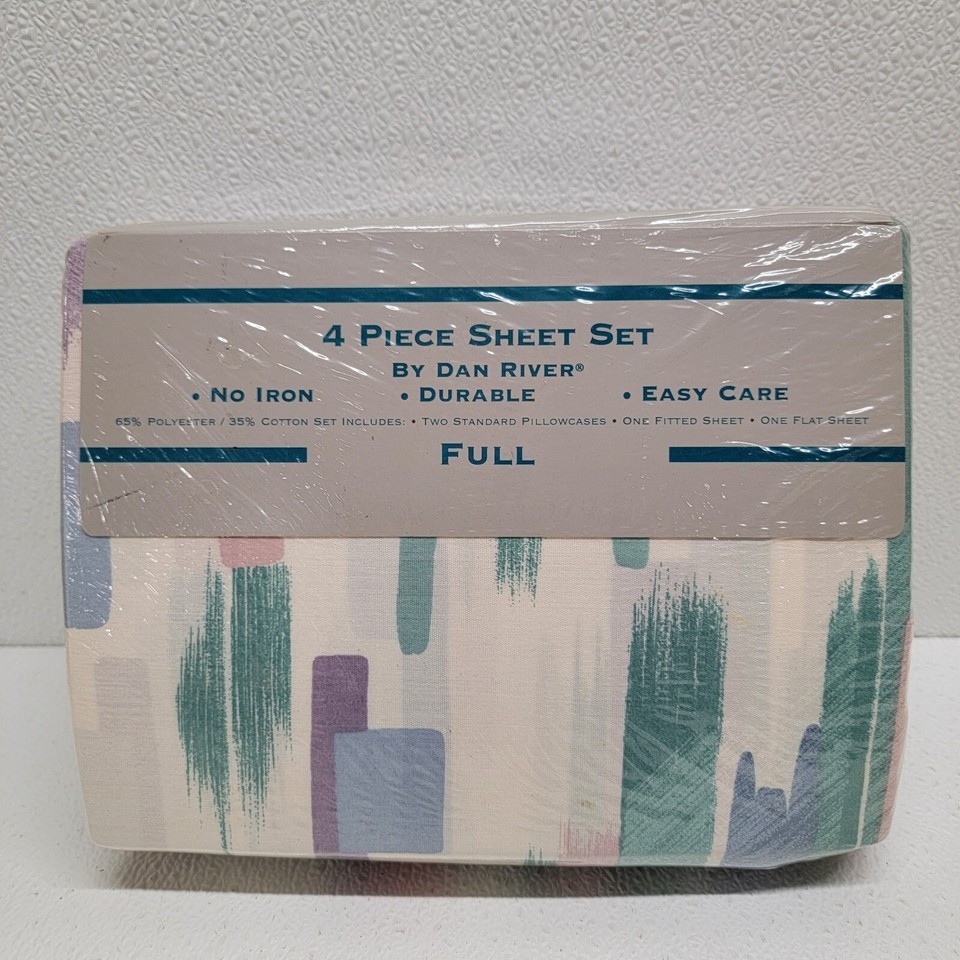 4 Piece Sheet Set
By Dan River®
• No Iron • Durable • Easy Care
65% Polyester / 35% Cotton Set Includes: • Two Standard Pillowcases • One Fitted Sheet • One Flat Sheet
Full